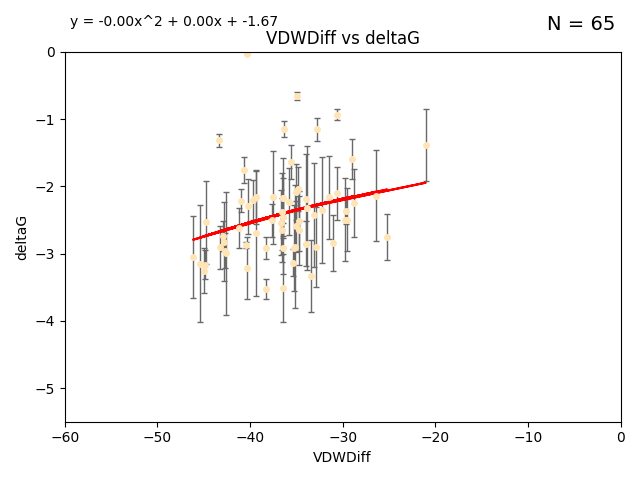 y = -0.00x^2 + 0.00x + -1.67
N = 65
VDWDiff vs deltaG
0
−1
−2
−3
−4
−5
deltaG
−60
−50
−40
−30
−20
−10
0
VDWDiff